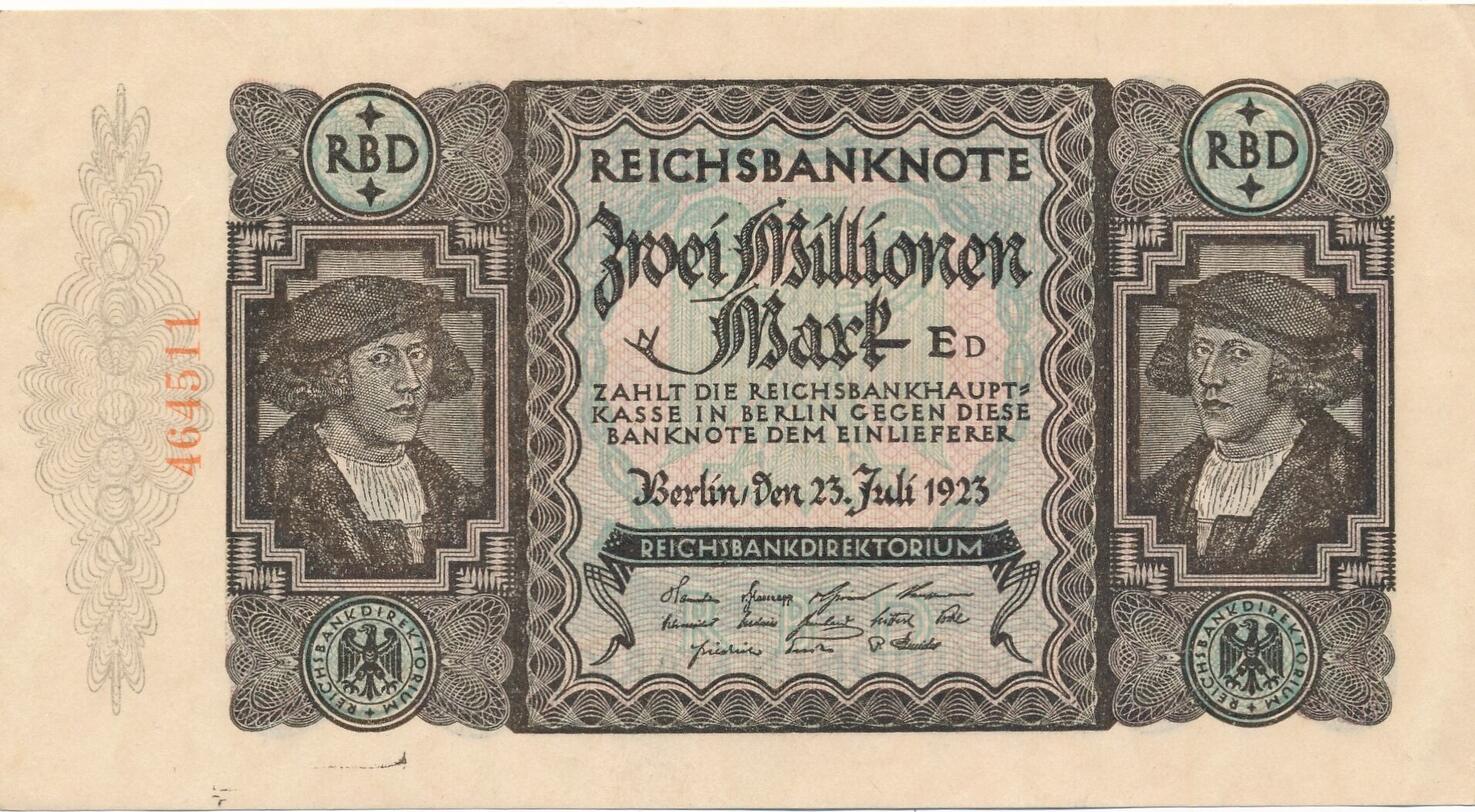 RBD
RBD
REICHSBANKNOTE
Zwei Millionen
Mark ED
ZAHLT DIE REICHSBANKHAUPT=
KASSE IN BERLIN GEGEN DIESE
BANKNOTE DEM EINLIEFERER
Berlin, den 23. Juli 1923
REICHSBANKDIREKTORIUM
464511
REICHSBANKDIREKTORIUM
REICHSBANKDIREKTORIUM